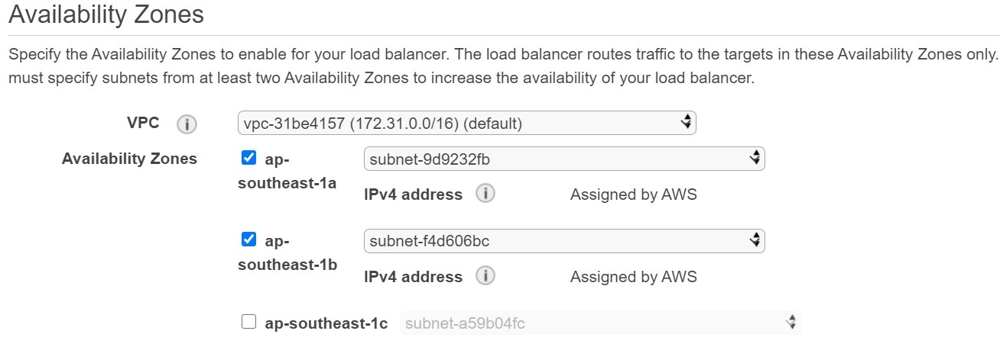 Availability Zones
Specify the Availability Zones to enable for your load balancer. The load balancer routes traffic to the targets in these Availability Zones only.
must specify subnets from at least two Availability Zones to increase the availability of your load balancer.
VPC i vpc-31be4157 (172.31.0.0/16) (default)
Availability Zones ap- subnet-9d9232fb
southeast-1a
IPv4 address i Assigned by AWS
ap- subnet-f4d606bc
southeast-1b
IPv4 address i Assigned by AWS
ap-southeast-1c subnet-a59b04fc